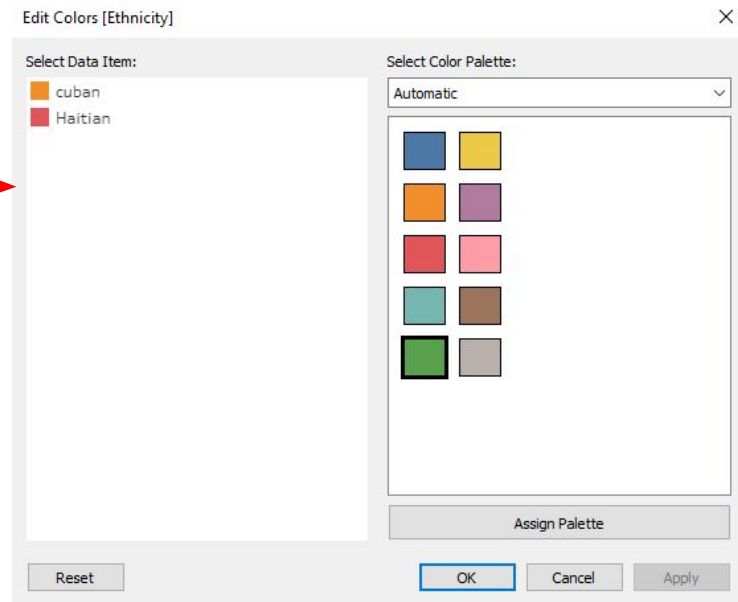 Edit Colors [Ethnicity]
Select Data Item:
cuban
Haitian
Select Color Palette:
Automatic
Assign Palette
Reset
OK
Cancel
Apply